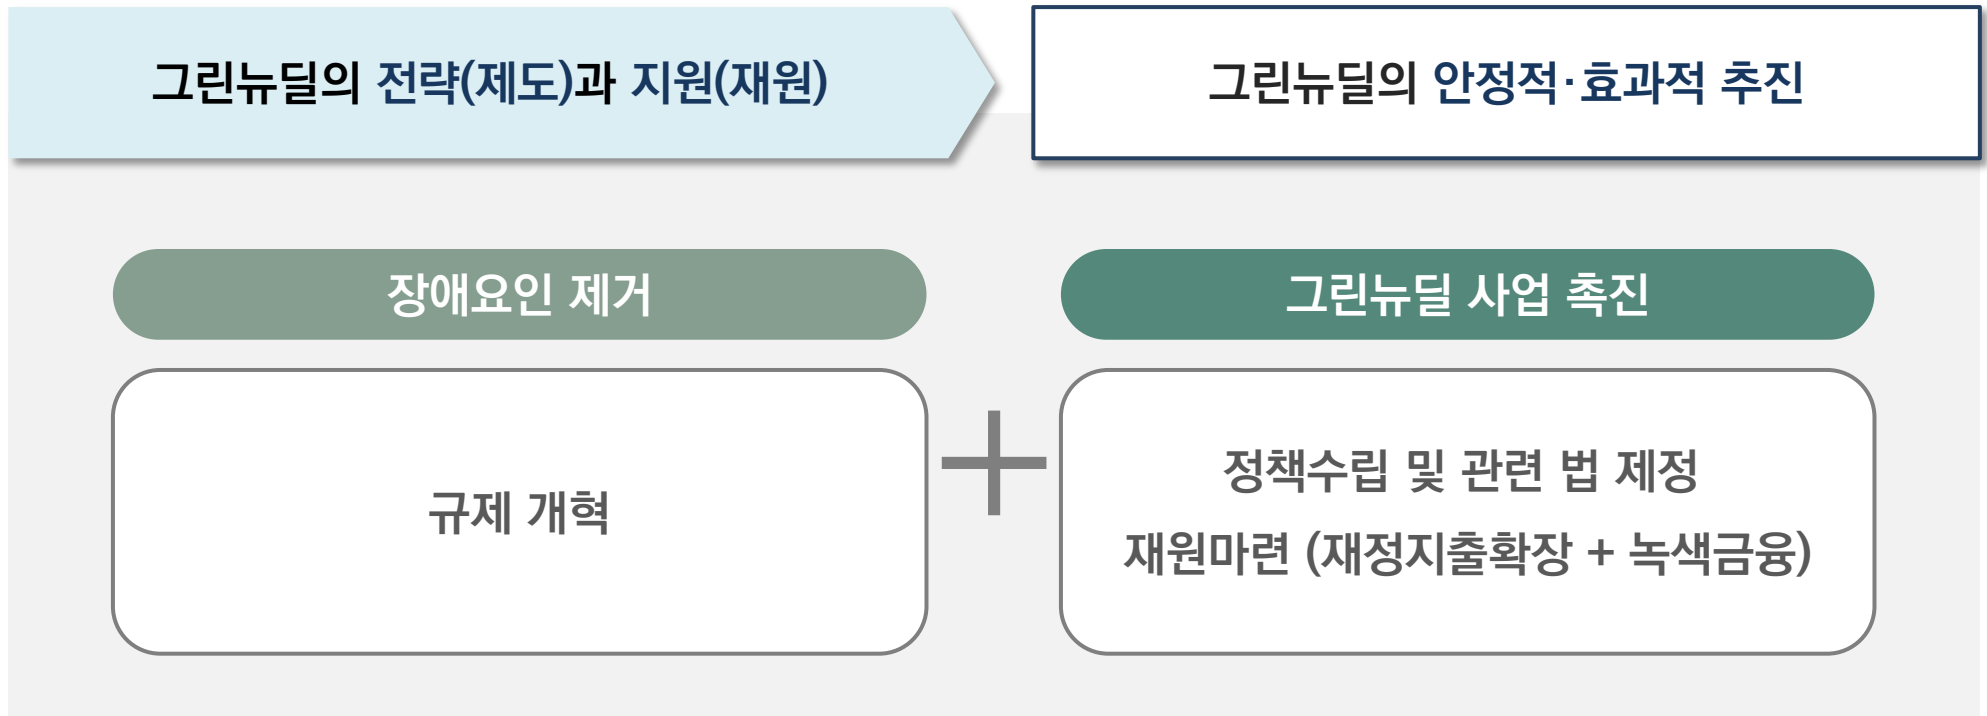 그린뉴딜의 전략(제도)과 지원(재원)
그린뉴딜의 안정적·효과적 추진
장애요인 제거
그린뉴딜 사업 촉진
규제 개혁
+
정책수립 및 관련 법 제정
재원마련 (재정지출확장 + 녹색금융)